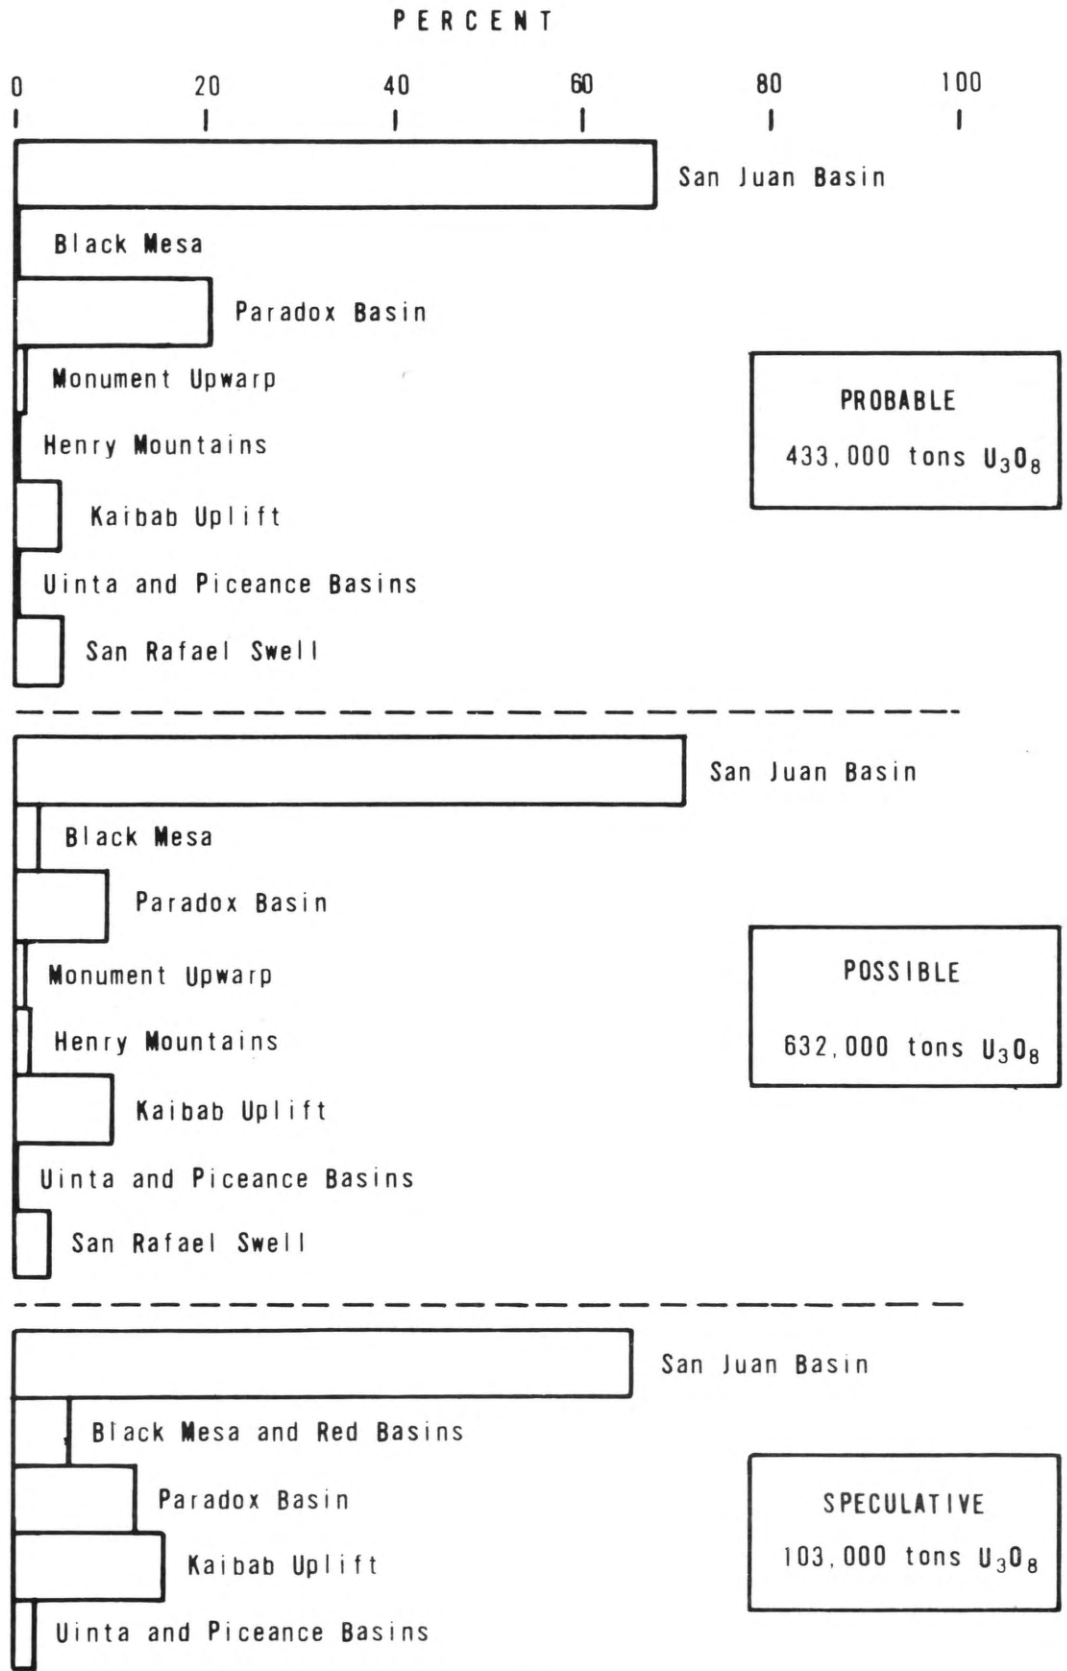 PERCENT
0 20 40 60 80 100
San Juan Basin
Black Mesa
Paradox Basin
Monument Upwarp
Henry Mountains
Kaibab Uplift
Uinta and Piceance Basins
San Rafael Swell
PROBABLE
433,000 tons U₃O₈
San Juan Basin
Black Mesa
Paradox Basin
Monument Upwarp
Henry Mountains
Kaibab Uplift
Uinta and Piceance Basins
San Rafael Swell
POSSIBLE
632,000 tons U₃O₈
San Juan Basin
Black Mesa and Red Basins
Paradox Basin
Kaibab Uplift
Uinta and Piceance Basins
SPECULATIVE
103,000 tons U₃O₈